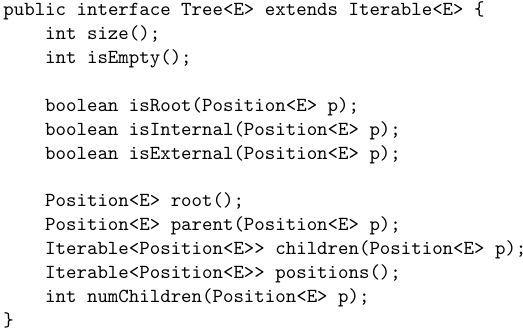 public interface Tree<E> extends Iterable<E> {
    int size();
    int isEmpty();

    boolean isRoot(Position<E> p);
    boolean isInternal(Position<E> p);
    boolean isExternal(Position<E> p);

    Position<E> root();
    Position<E> parent(Position<E> p);
    Iterable<Position<E>> children(Position<E> p);
    Iterable<Position<E>> positions();
    int numChildren(Position<E> p);
}